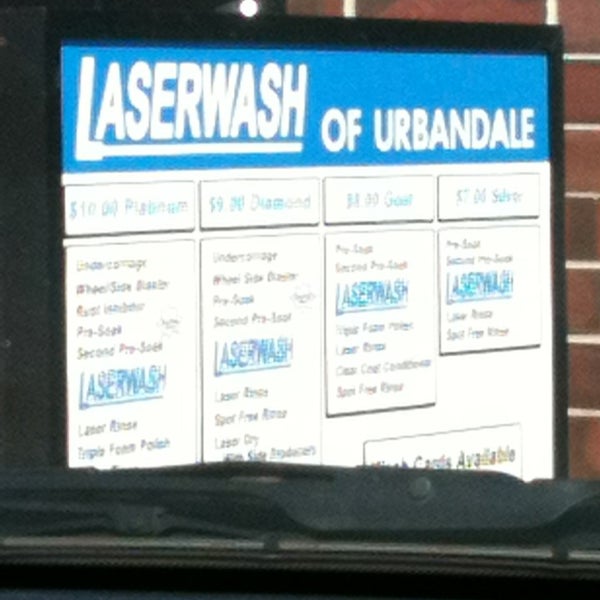 LASERWASH OF URBANDALE
$10.00 Platinum
Undercarriage
Wheel/Side Blaster
Rust Inhibitor
Pre-Soak
Second Pre-Soak
LASERWASH
Laser Rinse
Triple Foam Polish
$9.00 Diamond
Undercarriage
Wheel Side Blaster
Pre-Soak
Second Pre-Soak
LASERWASH
Laser Rinse
Spot Free Rinse
Laser Dry
Side
$8.00 Gold
Pre-Soak
Second Pre-Soak
LASERWASH
Triple Foam Polish
Laser Rinse
Clear Coat Conditioner
Spot Free Rinse
$7.00 Silver
Pre-Soak
Second Pre-Soak
LASERWASH
Laser Rinse
Spot Free Rinse
Cards Available